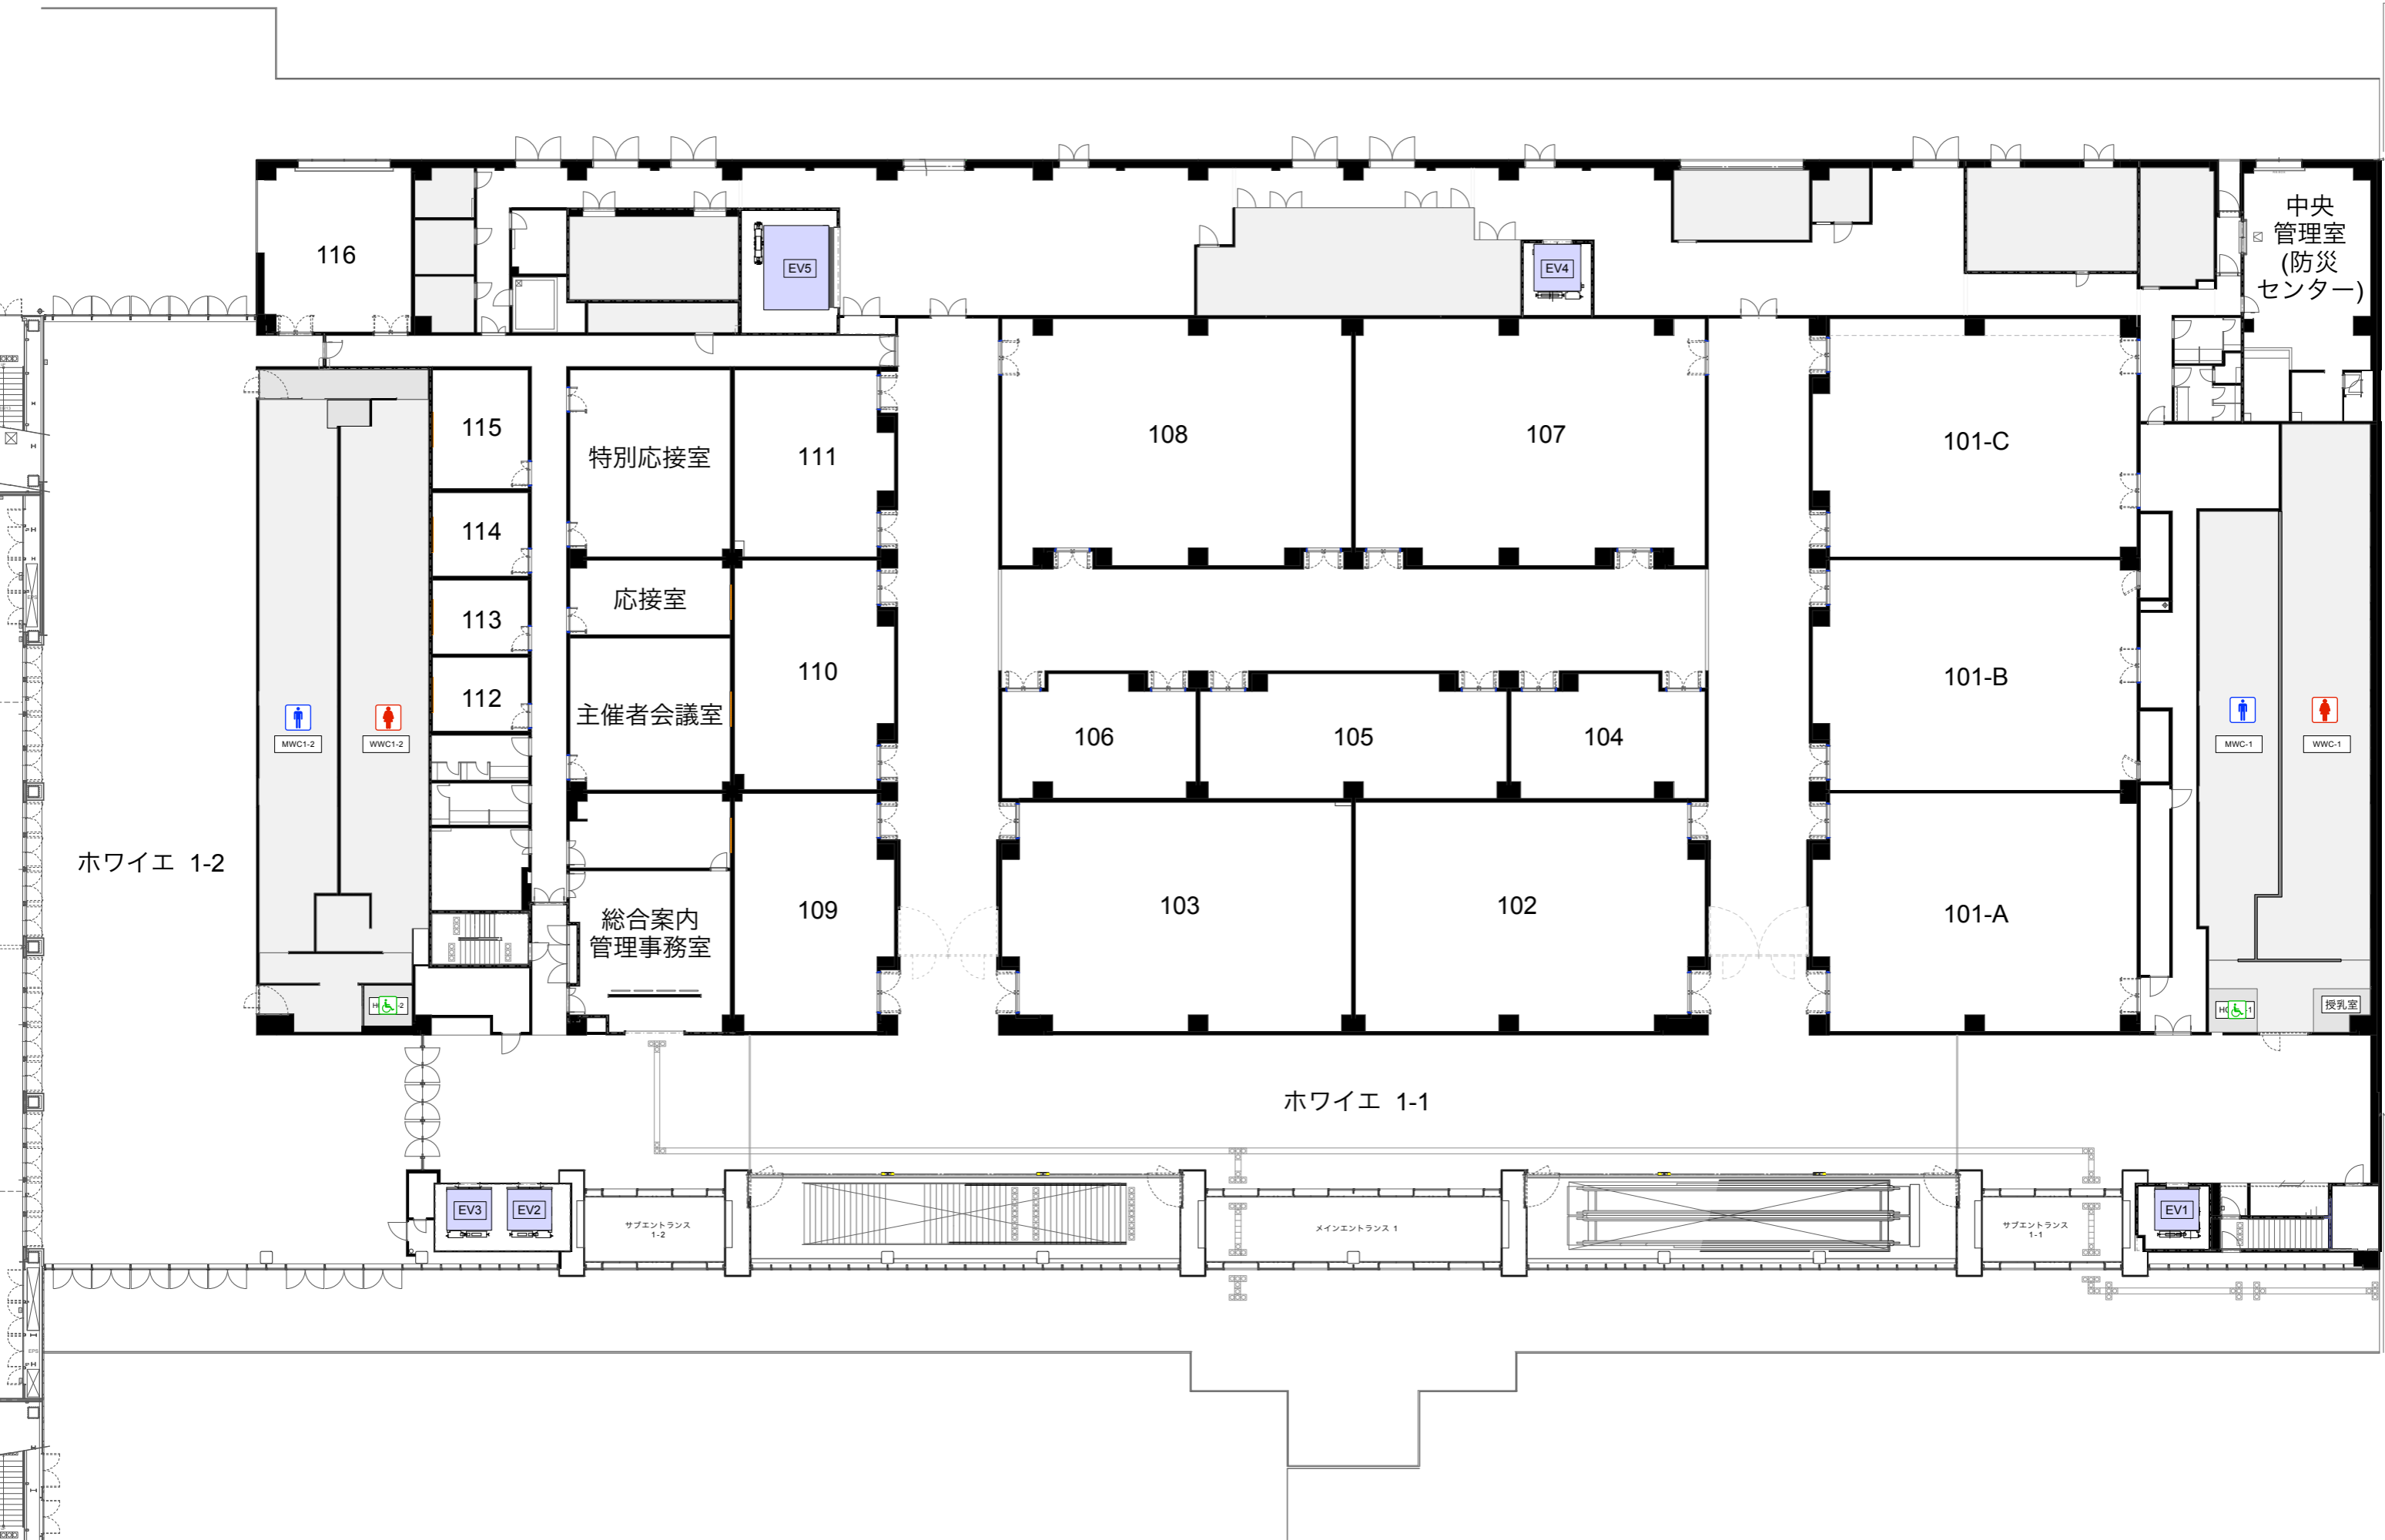 中央
管理室
(防災
センター)
116
EV5
EV4
115
特別応接室
111
108
107
101-C
114
応接室
113
110
101-B
112
主催者会議室
106
105
104
MWC1-2
WWC1-2
MWC-1
WWC-1
ホワイエ 1-2
総合案内
管理事務室
109
103
102
101-A
授乳室
ホワイエ 1-1
EV3
EV2
サブエントランス
1-2
メインエントランス 1
サブエントランス
1-1
EV1